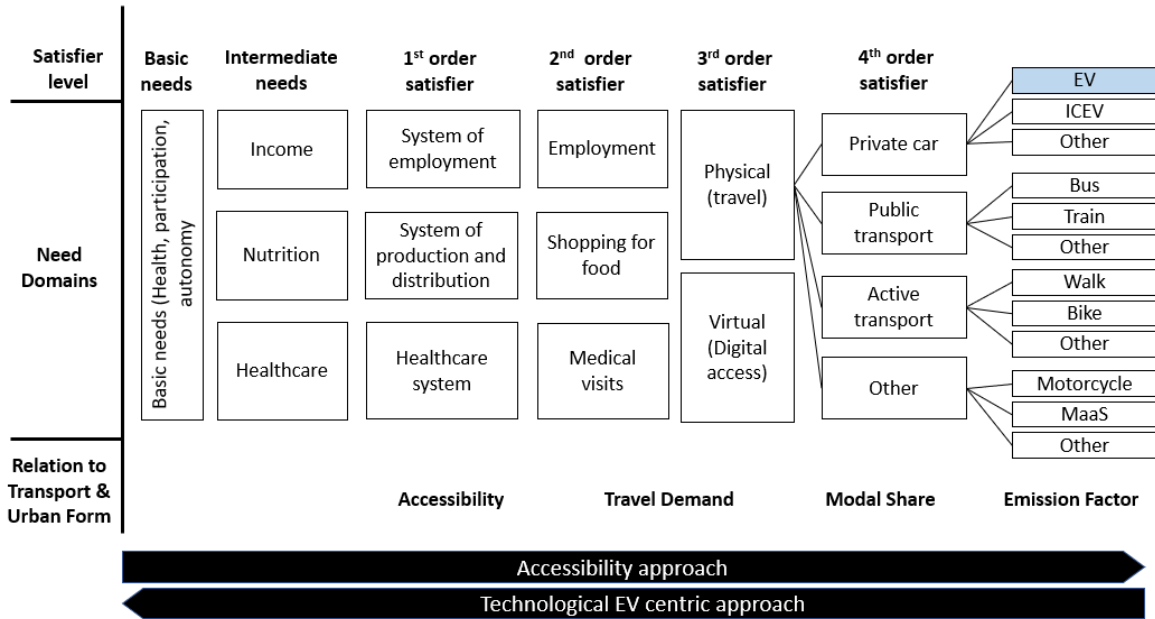 Satisfier
level
Basic
needs
Intermediate
needs
1st order
satisfier
2nd order
satisfier
3rd order
satisfier
4th order
satisfier
Need
Domains
Basic needs (Health, participation,
autonomy
Income
Nutrition
Healthcare
System of
employment
System of
production and
distribution
Healthcare
system
Employment
Shopping for
food
Medical
visits
Physical
(travel)
Virtual
(Digital
access)
Private car
Public
transport
Active
transport
Other
EV
ICEV
Other
Bus
Train
Other
Walk
Bike
Other
Motorcycle
MaaS
Other
Relation to
Transport &
Urban Form
Accessibility
Travel Demand
Modal Share
Emission Factor
Accessibility approach
Technological EV centric approach